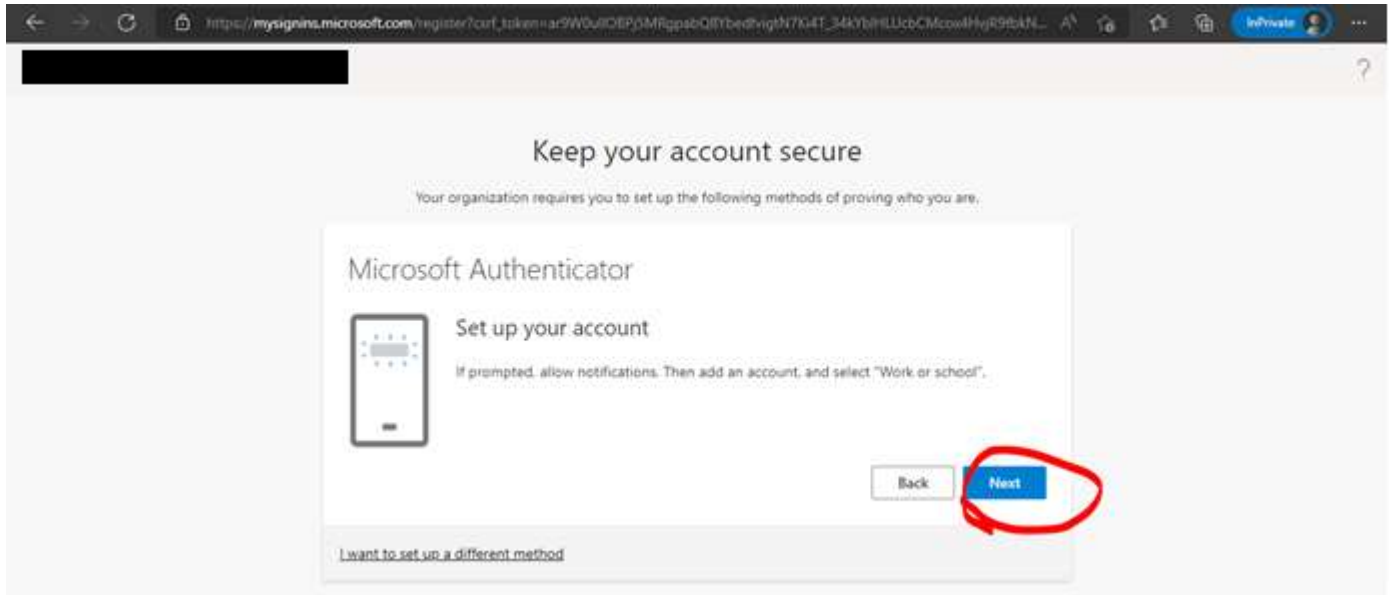 https://mysignins.microsoft.com/register?csrf_token=
InPrivate
?
Keep your account secure
Your organization requires you to set up the following methods of proving who you are.
Microsoft Authenticator
Set up your account
If prompted, allow notifications. Then add an account, and select "Work or school".
Back Next
I want to set up a different method